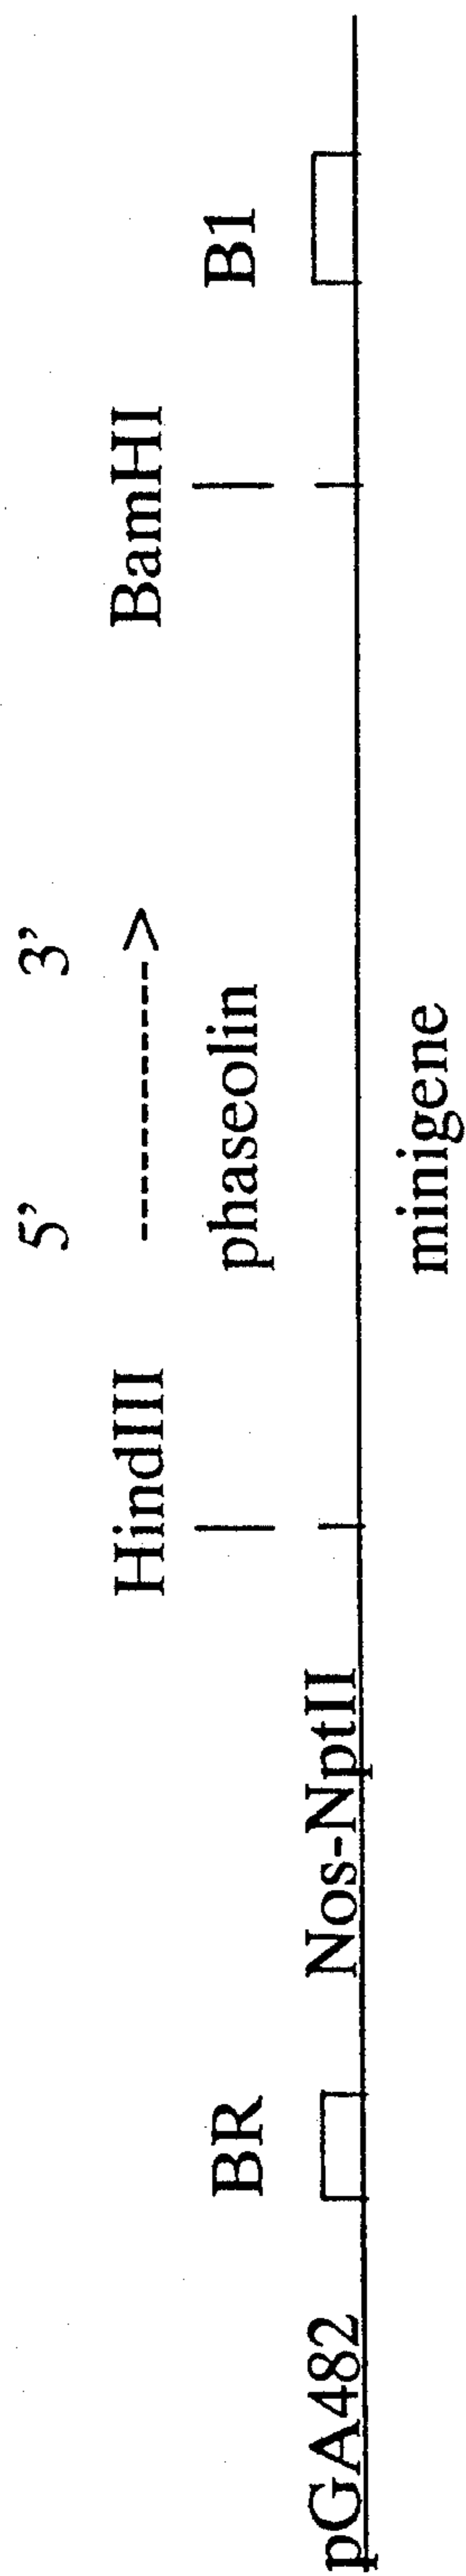 5' 3'
HindIII ------------> BamHI
BR phaseolin B1
pGA482 Nos-NptII
minigene